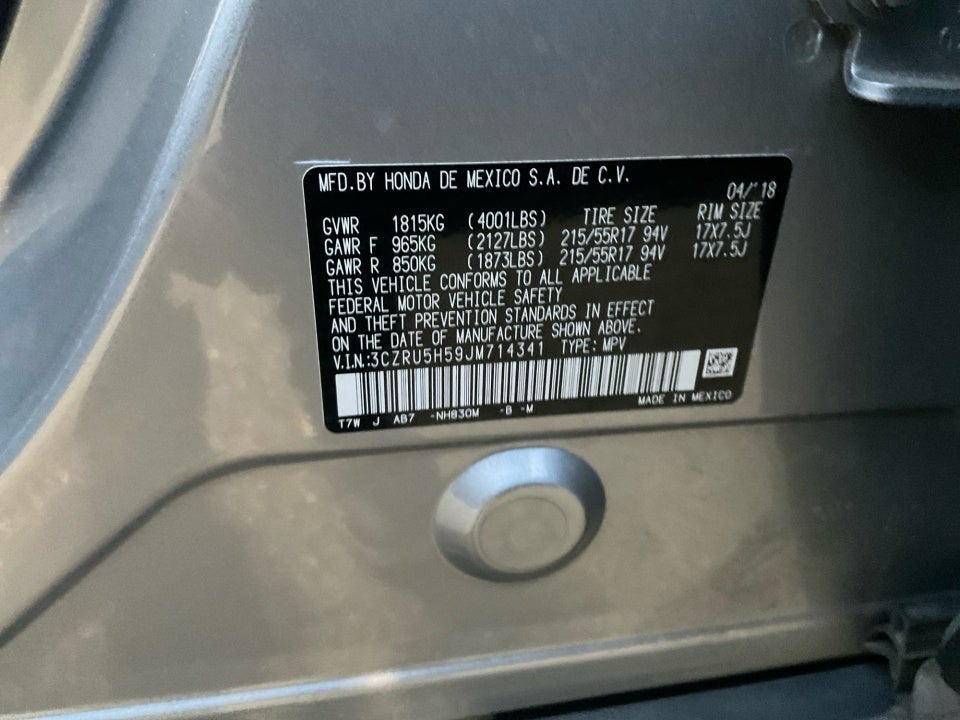 MFD.BY HONDA DE MEXICO S.A. DE C.V.
04/'18
GVWR 1815KG (4001LBS) TIRE SIZE RIM SIZE
GAWR F 965KG (2127LBS) 215/55R17 94V 17X7.5J
GAWR R 850KG (1873LBS) 215/55R17 94V 17X7.5J
THIS VEHICLE CONFORMS TO ALL APPLICABLE
FEDERAL MOTOR VEHICLE SAFETY
AND THEFT PREVENTION STANDARDS IN EFFECT
ON THE DATE OF MANUFACTURE SHOWN ABOVE.
V.I.N.:3CZRU5H59JM714341 TYPE: MPV
T7W J AB7 -NH830M -B -M MADE IN MEXICO